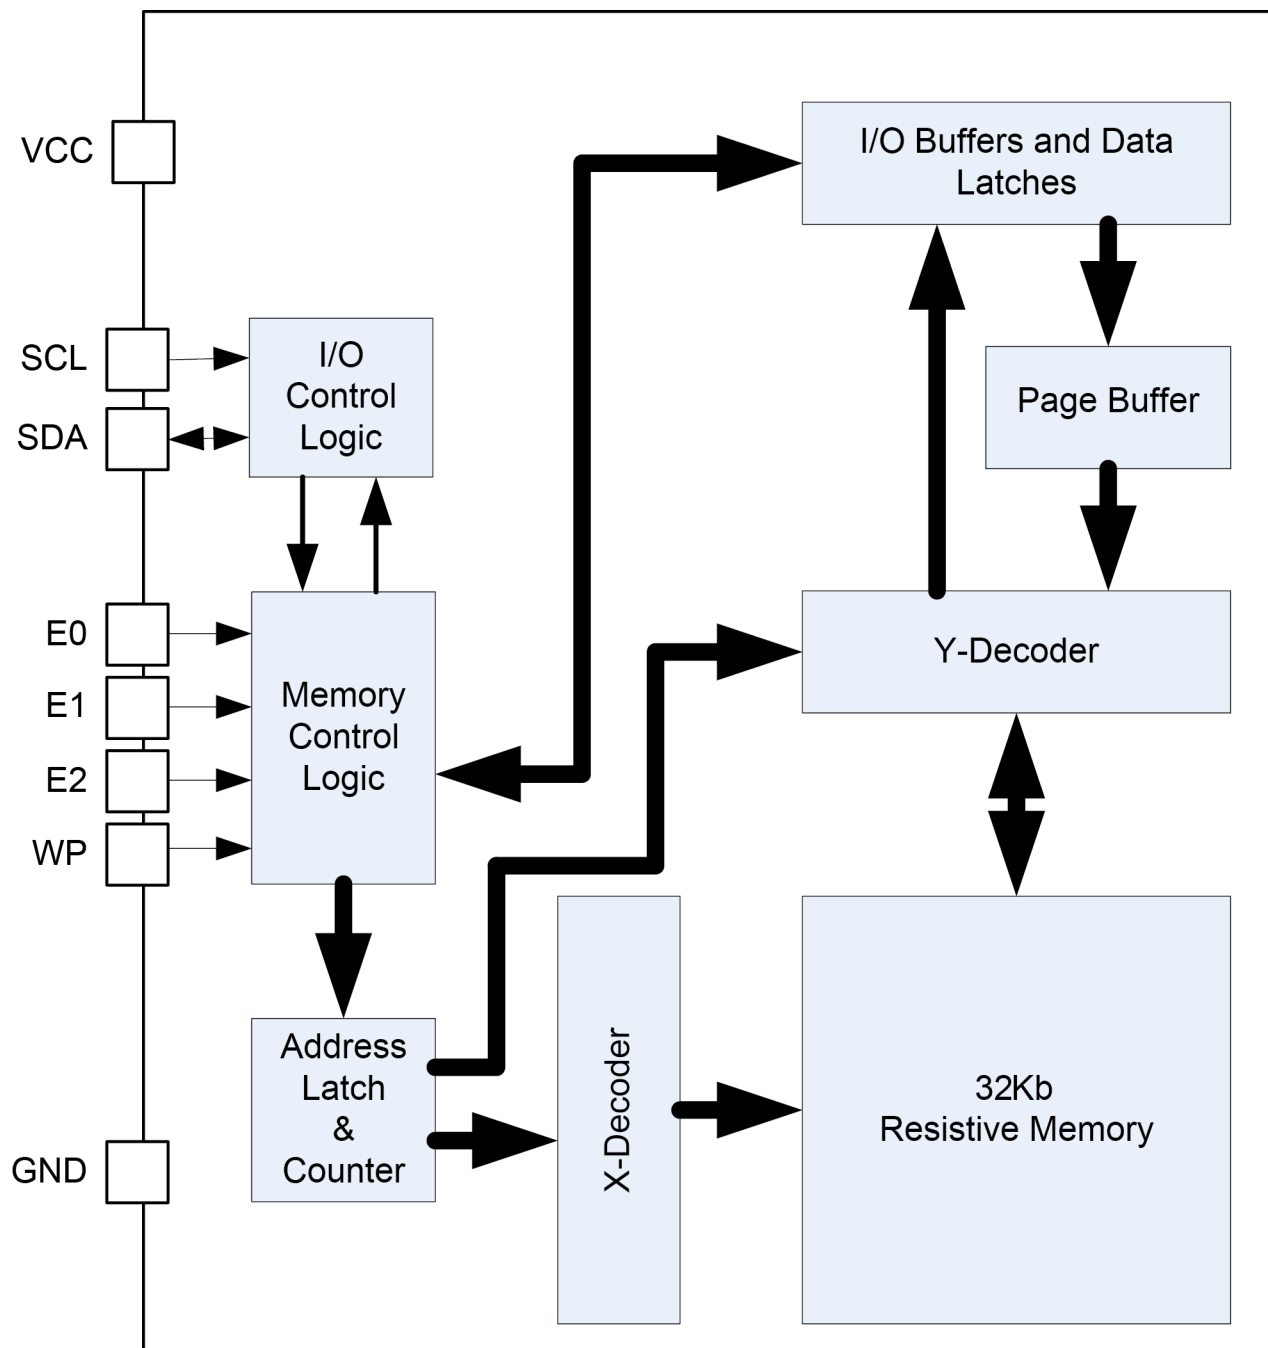 VCC
I/O Buffers and Data
Latches
SCL
I/O
Control
Logic
SDA
Page Buffer
E0
E1
E2
WP
Memory
Control
Logic
Y-Decoder
Address
Latch
&
Counter
X-Decoder
32Kb
Resistive Memory
GND